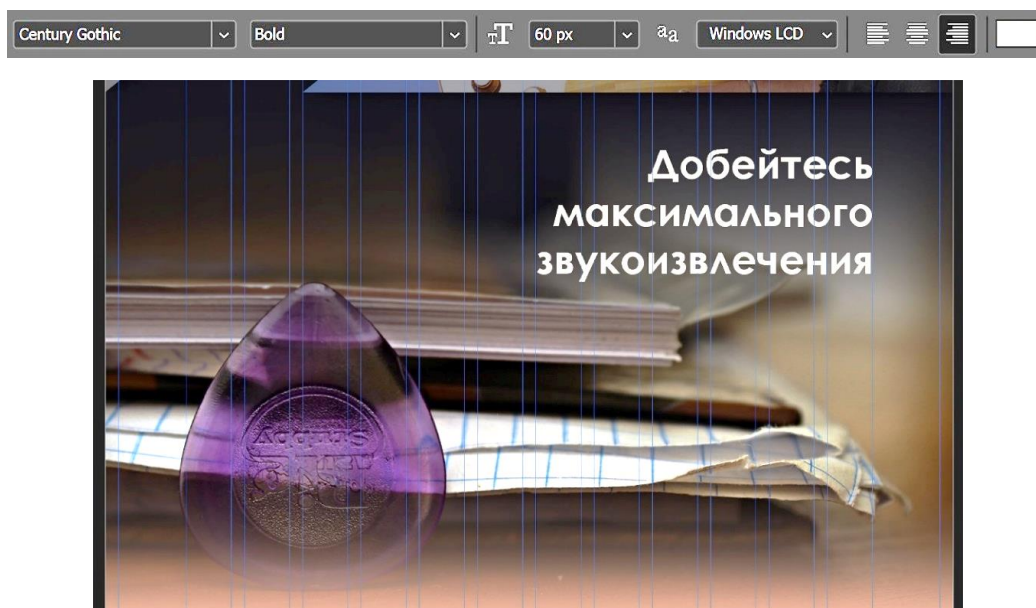 Century Gothic
Bold
60 px
Windows LCD
Добейтесь
максимального
звукоизвлечения